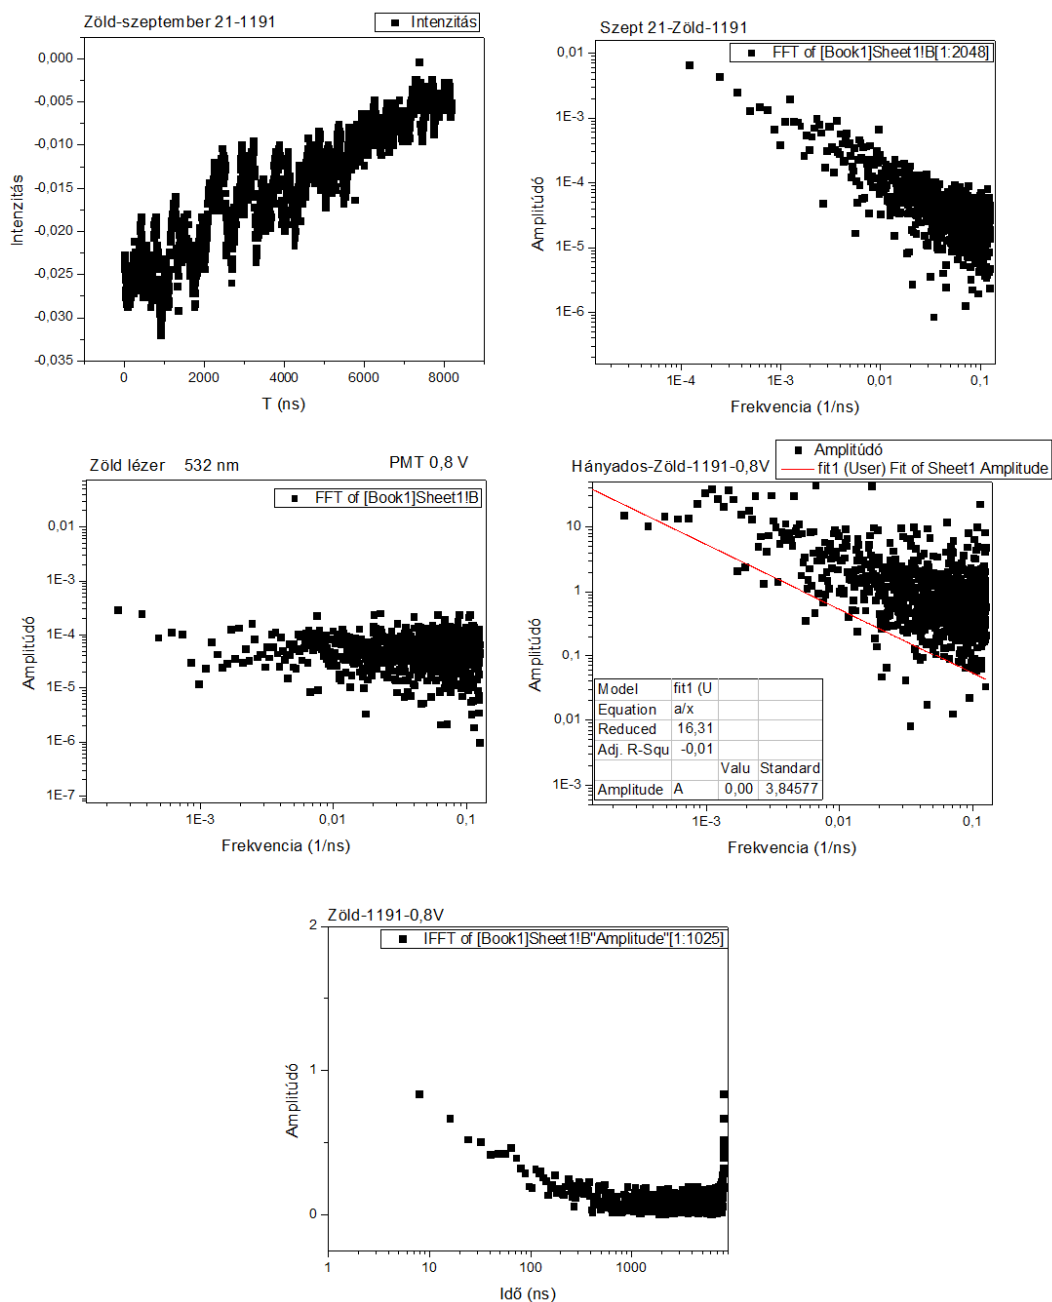 Zöld-szeptember 21-1191
Intenzitás
0,000
-0,005
-0,010
-0,015
-0,020
-0,025
-0,030
-0,035
Intenzitás
0
2000
4000
6000
8000
T (ns)
Szept 21-Zöld-1191
FFT of [Book1]Sheet1!B[1:2048]
0,01
1E-3
1E-4
1E-5
1E-6
Amplitúdó
1E-4
1E-3
0,01
0,1
Frekvencia (1/ns)
Zöld lézer 532 nm
PMT 0,8 V
FFT of [Book1]Sheet1!B
0,01
1E-3
1E-4
1E-5
1E-6
1E-7
Amplitúdó
1E-3
0,01
0,1
Frekvencia (1/ns)
Hányados-Zöld-1191-0,8V
Amplitúdó
fit1 (User) Fit of Sheet1 Amplitude
10
1
0,1
0,01
1E-3
Amplitúdó
Model fit1 (U
Equation a/x
Reduced 16,31
Adj. R-Squ -0,01
Valu Standard
Amplitude A 0,00 3,84577
1E-3
0,01
0,1
Frekvencia (1/ns)
Zöld-1191-0,8V
IFFT of [Book1]Sheet1!B"Amplitude"[1:1025]
2
1
0
Amplitúdó
1
10
100
1000
Idő (ns)